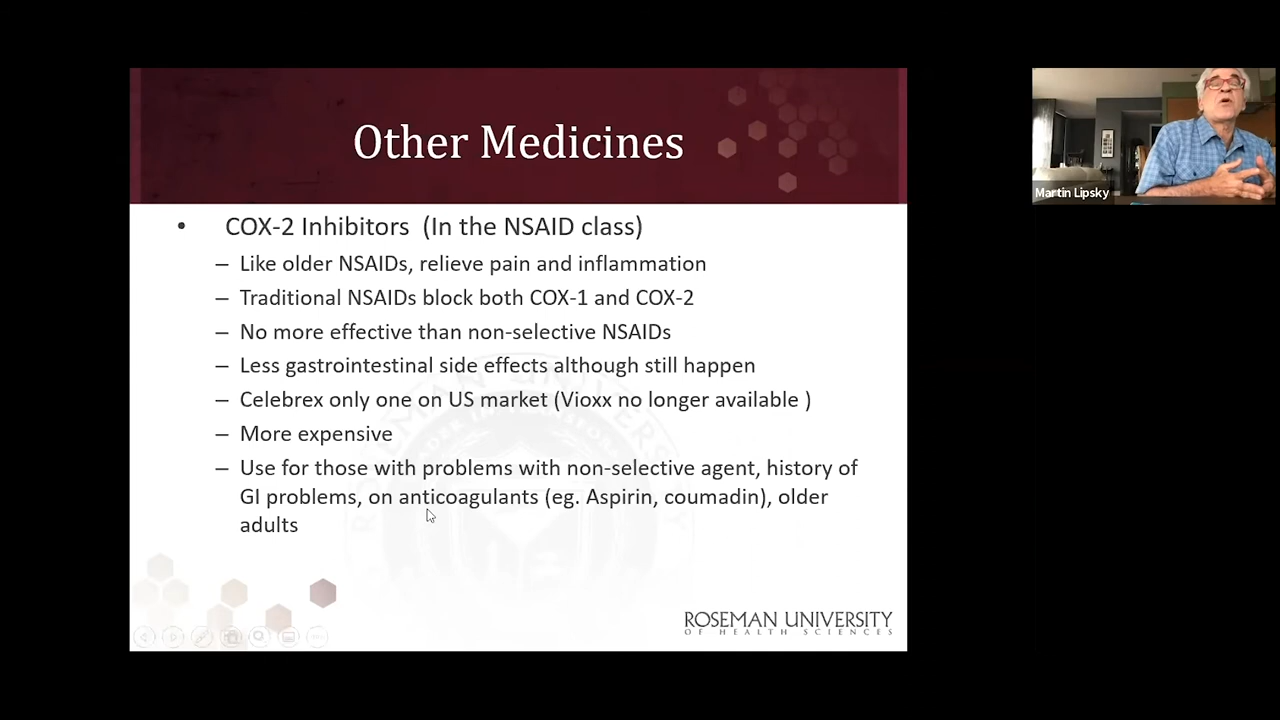 Other Medicines
Martin Lipsky
• COX-2 Inhibitors (In the NSAID class)
– Like older NSAIDs, relieve pain and inflammation
– Traditional NSAIDs block both COX-1 and COX-2
– No more effective than non-selective NSAIDs
– Less gastrointestinal side effects although still happen
– Celebrex only one on US market (Vioxx no longer available )
– More expensive
– Use for those with problems with non-selective agent, history of
GI problems, on anticoagulants (eg. Aspirin, coumadin), older
adults
ROSEMAN UNIVERSITY
OF HEALTH SCIENCES